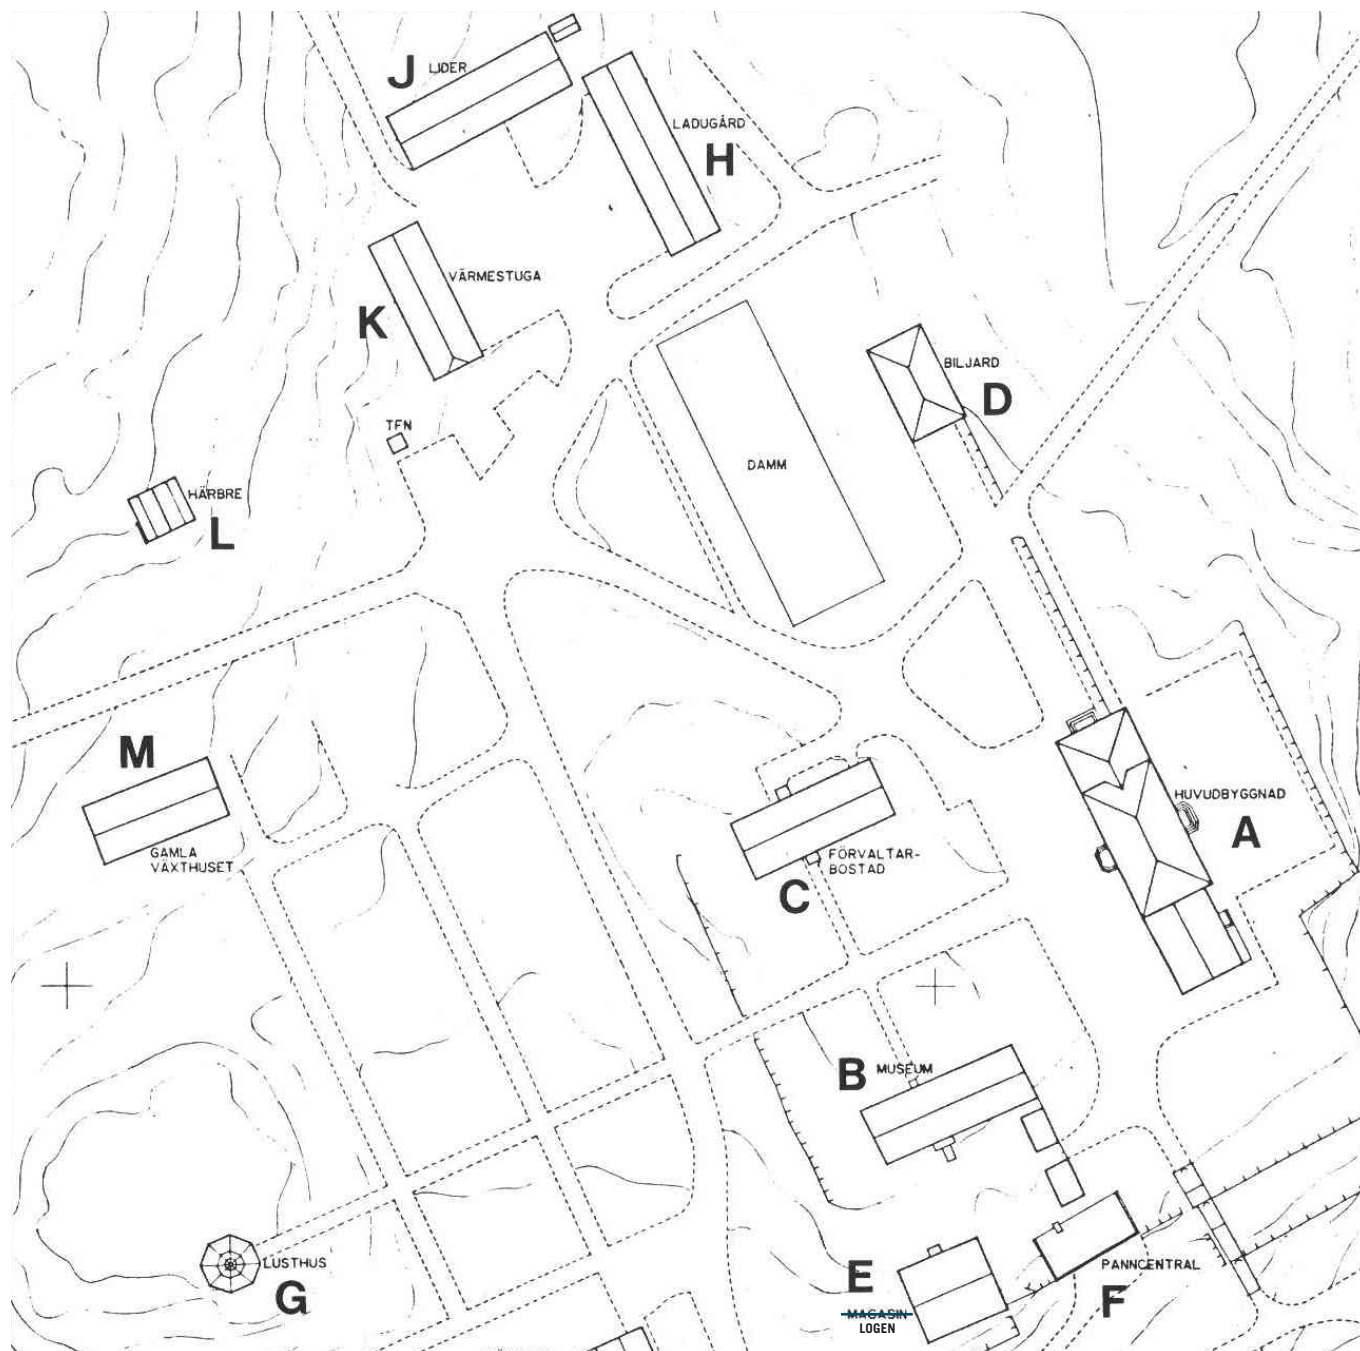 J LIDER
LADUGÅRD
H
VÄRMESTUGA
K
BILJARD
D
TFN
DAMM
HÄRBRE
L
M
GAMLA
VÄXTHUSET
HUVUDBYGGNAD
A
FÖRVALTAR-
BOSTAD
C
B MUSEUM
LUSTHUS
G
E
MAGASIN
LOGEN
PANNCENTRAL
F